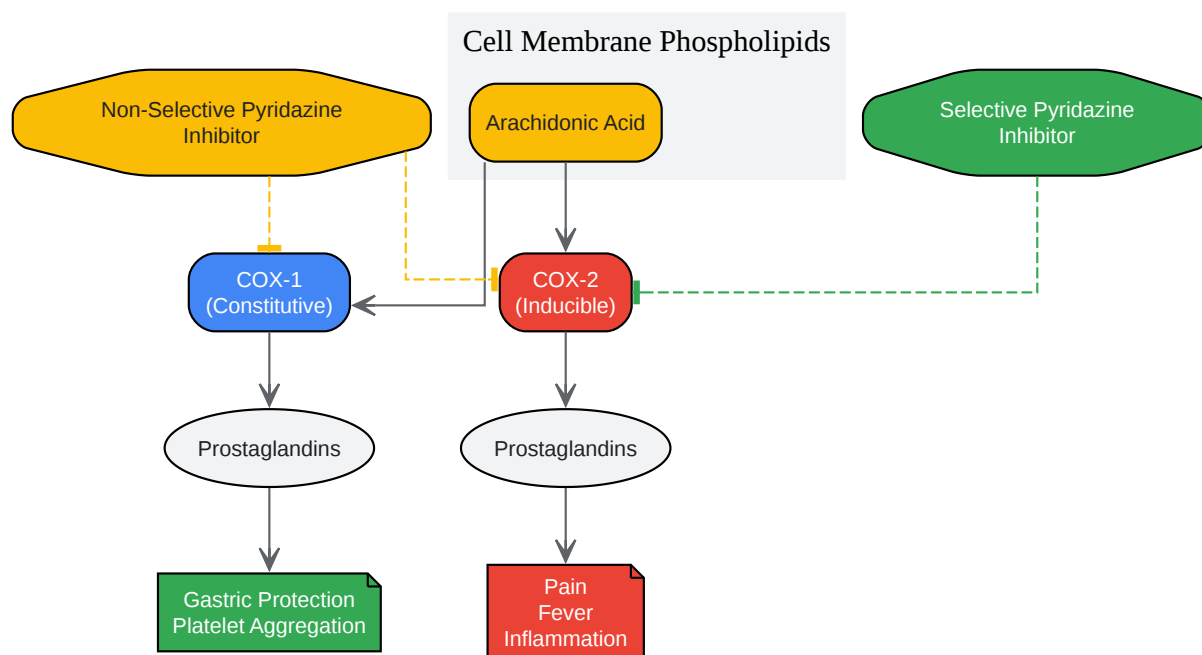 Cell Membrane Phospholipids
Non-Selective Pyridazine
Inhibitor
Arachidonic Acid
Selective Pyridazine
Inhibitor
COX-1
(Constitutive)
COX-2
(Inducible)
Prostaglandins
Prostaglandins
Gastric Protection
Platelet Aggregation
Pain
Fever
Inflammation